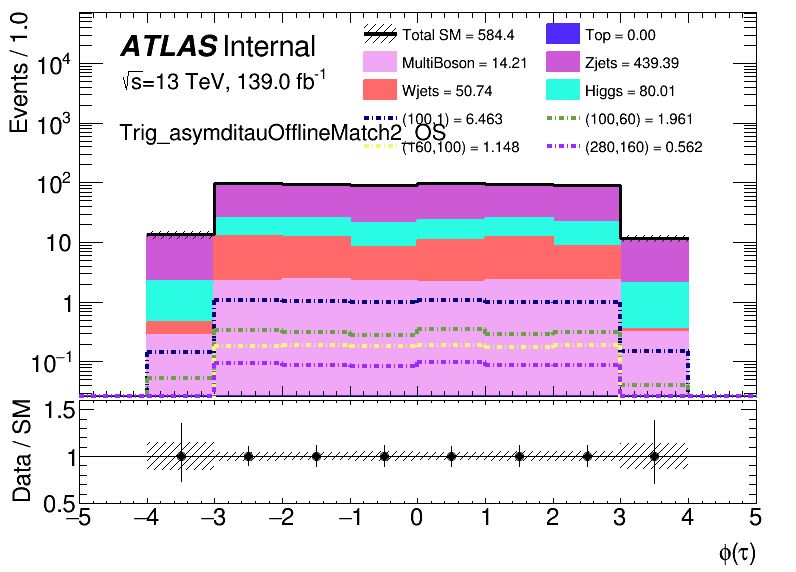 ATLAS Internal
√s=13 TeV, 139.0 fb⁻¹
Trig_asymditauOfflineMatch2_OS
Total SM = 584.4
Top = 0.00
MultiBoson = 14.21
Zjets = 439.39
Wjets = 50.74
Higgs = 80.01
(100,1) = 6.463
(100,60) = 1.961
(160,100) = 1.148
(280,160) = 0.562
Events / 1.0
10⁴
10³
10²
10
1
10⁻¹
Data / SM
1.5
1
0.5
−5 −4 −3 −2 −1 0 1 2 3 4 5
ϕ(τ)